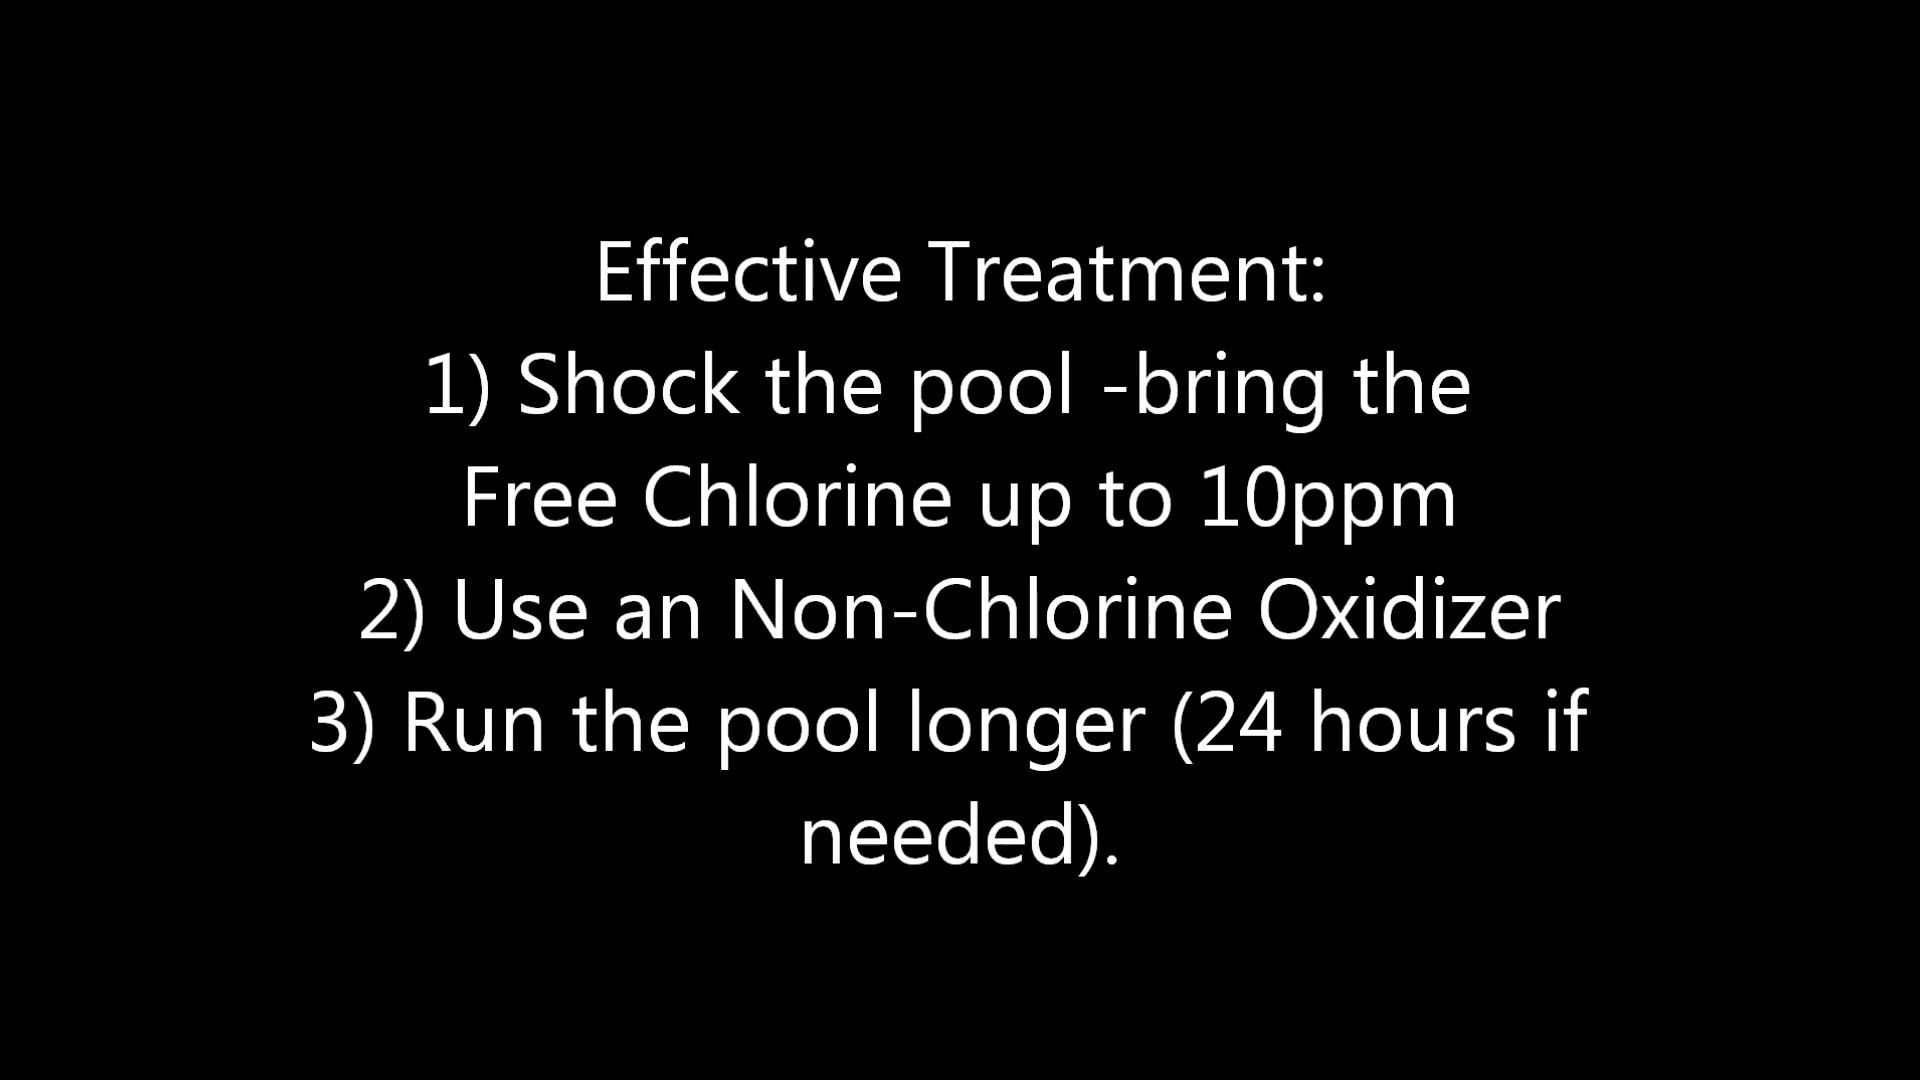 Effective Treatment:
1) Shock the pool -bring the
Free Chlorine up to 10ppm
2) Use an Non-Chlorine Oxidizer
3) Run the pool longer (24 hours if
needed).